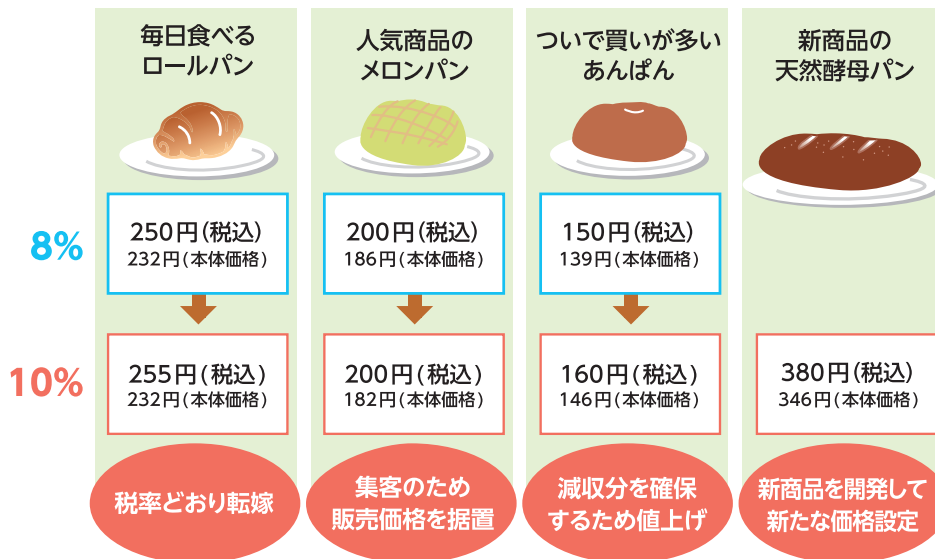 毎日食べる
ロールパン
人気商品の
メロンパン
ついで買いが多い
あんぱん
新商品の
天然酵母パン
8%
250円(税込)
232円(本体価格)
200円(税込)
186円(本体価格)
150円(税込)
139円(本体価格)
10%
255円(税込)
232円(本体価格)
200円(税込)
182円(本体価格)
160円(税込)
146円(本体価格)
380円(税込)
346円(本体価格)
税率どおり転嫁
集客のため
販売価格を据置
減収分を確保
するため値上げ
新商品を開発して
新たな価格設定